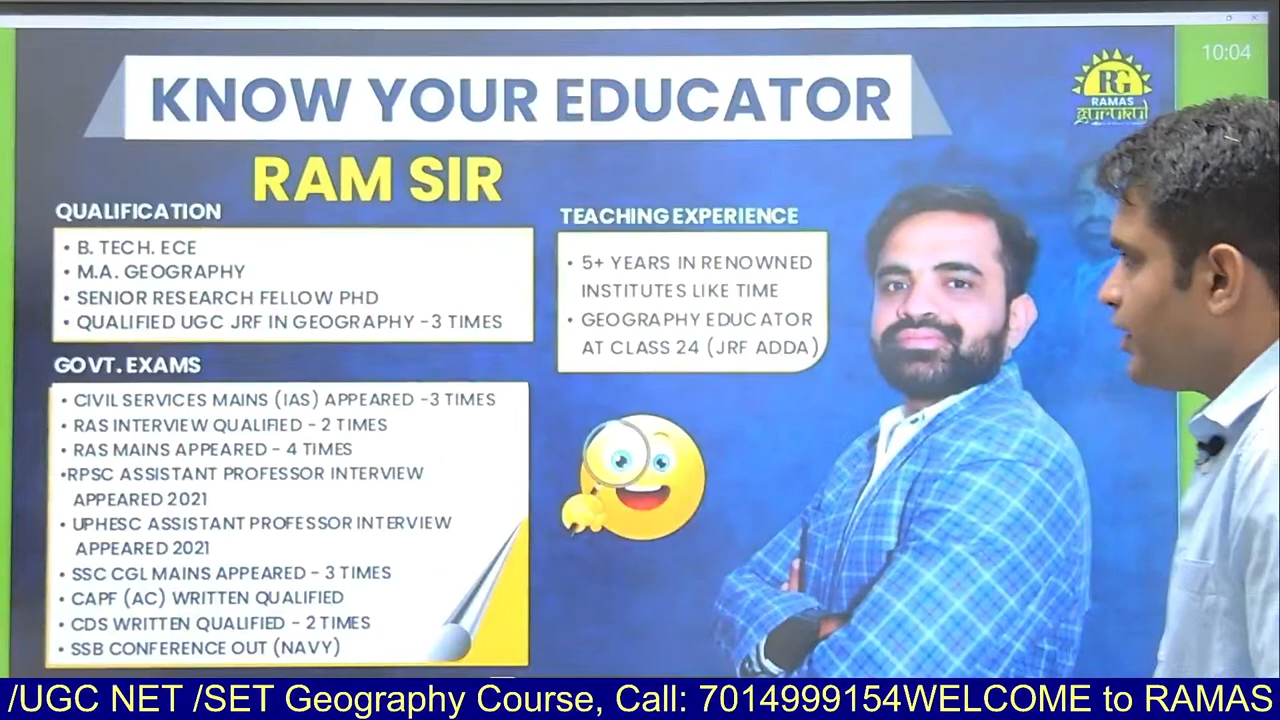 10:04
KNOW YOUR EDUCATOR
RG
RAMAS
gurukul
RAM SIR
QUALIFICATION
• B. TECH. ECE
• M.A. GEOGRAPHY
• SENIOR RESEARCH FELLOW PHD
• QUALIFIED UGC JRF IN GEOGRAPHY -3 TIMES
TEACHING EXPERIENCE
• 5+ YEARS IN RENOWNED
INSTITUTES LIKE TIME
• GEOGRAPHY EDUCATOR
AT CLASS 24 (JRF ADDA)
GOVT. EXAMS
• CIVIL SERVICES MAINS (IAS) APPEARED -3 TIMES
• RAS INTERVIEW QUALIFIED - 2 TIMES
• RAS MAINS APPEARED - 4 TIMES
•RPSC ASSISTANT PROFESSOR INTERVIEW
APPEARED 2021
• UPHESC ASSISTANT PROFESSOR INTERVIEW
APPEARED 2021
• SSC CGL MAINS APPEARED - 3 TIMES
• CAPF (AC) WRITTEN QUALIFIED
• CDS WRITTEN QUALIFIED - 2 TIMES
• SSB CONFERENCE OUT (NAVY)
/UGC NET /SET Geography Course, Call: 7014999154WELCOME to RAMAS